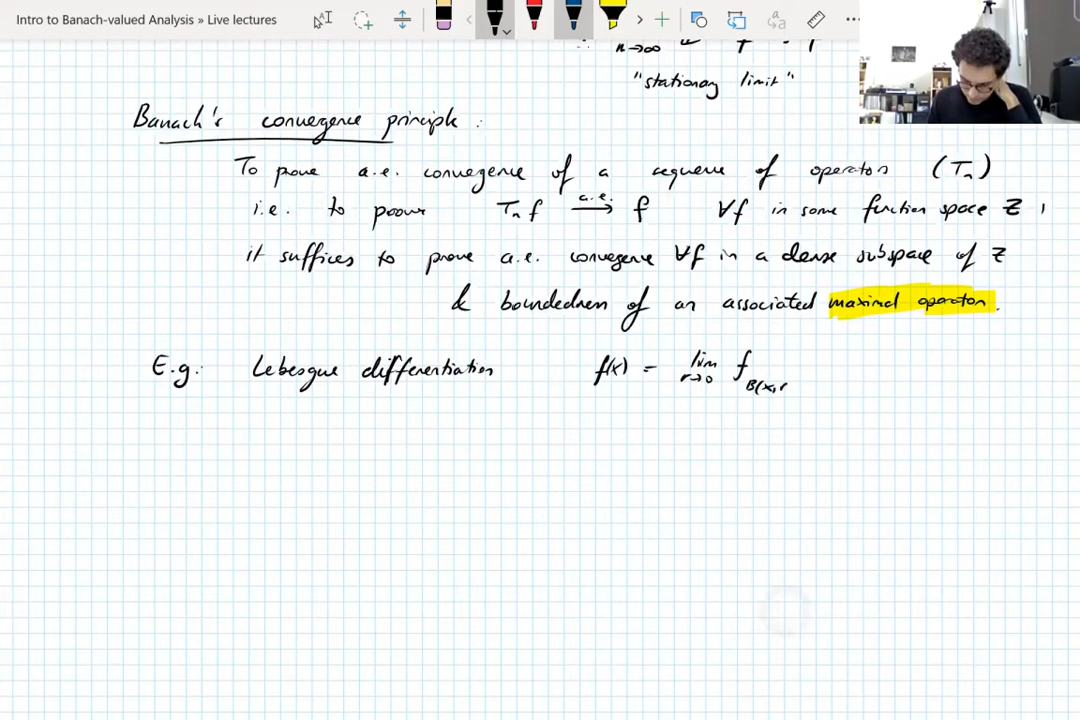 Intro to Banach-valued Analysis » Live lectures
n→∞
"stationary limit"
Banach's convergence principle :
To prove a.e. convergence of a sequence of operators (Tn)
i.e. to prove Tn f a.e.→ f ∀f in some function space Z,
it suffices to prove a.e. convergence ∀f in a dense subspace of Z
& boundedness of an associated maximal operator.
E.g.: Lebesgue differentiation f(x) = lim r→0 f B(x,r